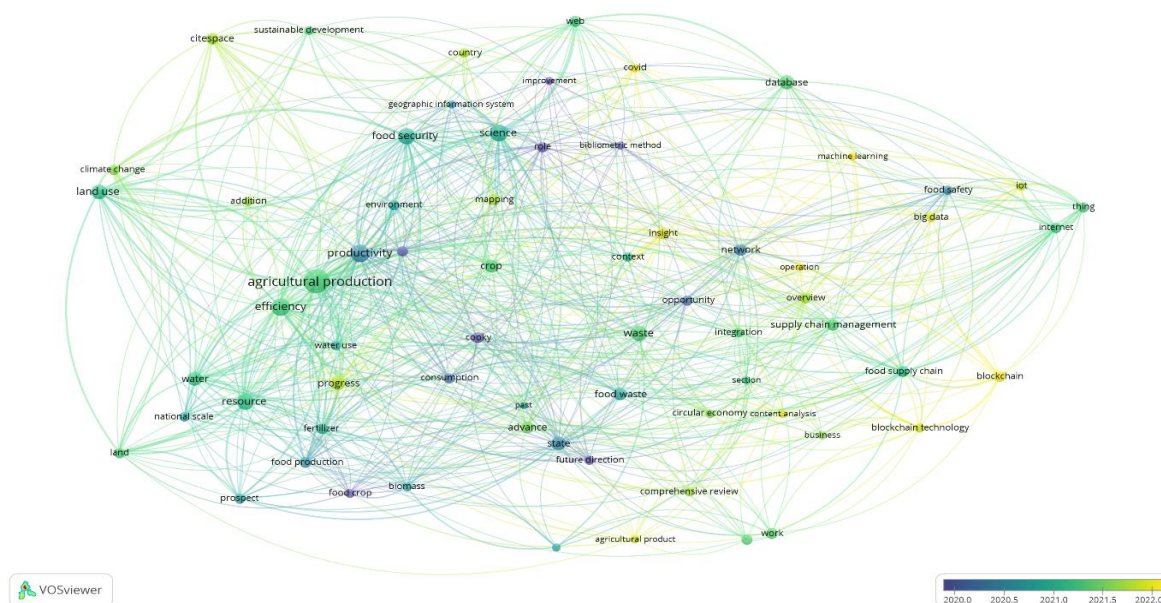 web
citespace
sustainable development
country
covid
improvement
database
geographic information system
science
food security
role
bibliometric method
machine learning
climate change
land use
food safety
iot
addition
environment
mapping
thing
big data
internet
insight
productivity
network
context
crop
operation
agricultural production
opportunity
overview
efficiency
supply chain management
waste
integration
cooky
water use
food supply chain
blockchain
water
progress
consumption
section
food waste
resource
past
national scale
circular economy
content analysis
fertilizer
advance
blockchain technology
business
state
land
food production
future direction
biomass
food crop
prospect
comprehensive review
work
agricultural product
VOSviewer
2020.0 2020.5 2021.0 2021.5 2022.0